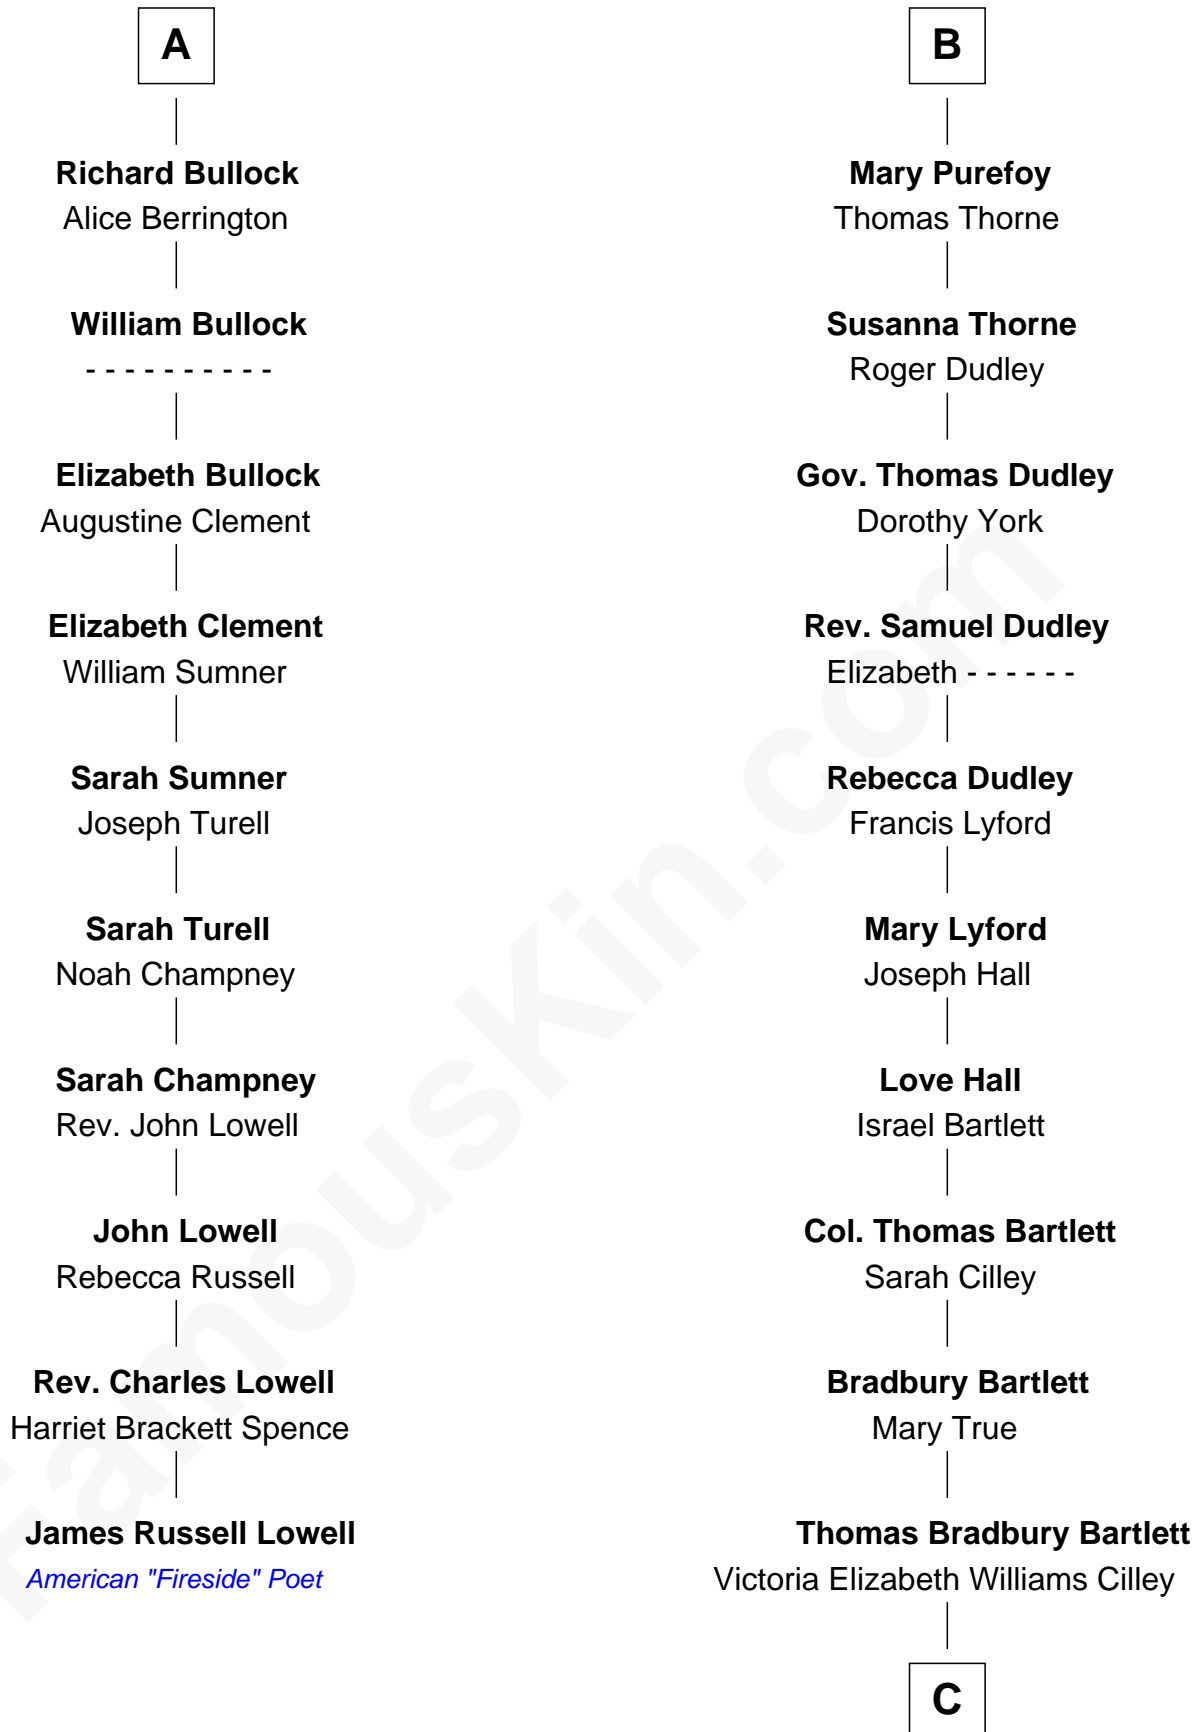 A
Richard Bullock
Alice Berrington
William Bullock
- - - - - - - - - -
Elizabeth Bullock
Augustine Clement
Elizabeth Clement
William Sumner
Sarah Sumner
Joseph Turell
Sarah Turell
Noah Champney
Sarah Champney
Rev. John Lowell
John Lowell
Rebecca Russell
Rev. Charles Lowell
Harriet Brackett Spence
James Russell Lowell
American "Fireside" Poet
B
Mary Purefoy
Thomas Thorne
Susanna Thorne
Roger Dudley
Gov. Thomas Dudley
Dorothy York
Rev. Samuel Dudley
Elizabeth - - - - - -
Rebecca Dudley
Francis Lyford
Mary Lyford
Joseph Hall
Love Hall
Israel Bartlett
Col. Thomas Bartlett
Sarah Cilley
Bradbury Bartlett
Mary True
Thomas Bradbury Bartlett
Victoria Elizabeth Williams Cilley
C
FamousKin.com